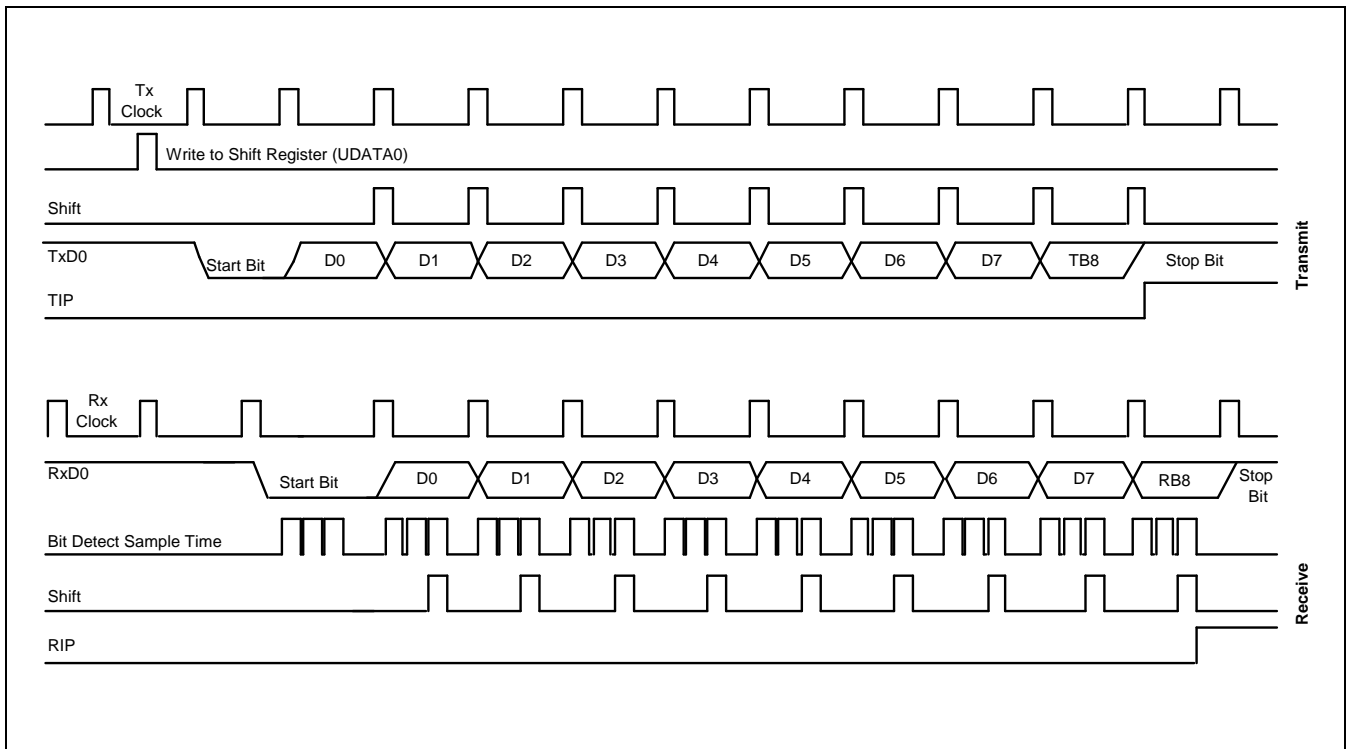 Tx
Clock
Write to Shift Register (UDATA0)
Shift
TxD0
Start Bit D0 D1 D2 D3 D4 D5 D6 D7 TB8 Stop Bit
TIP
Transmit
Rx
Clock
RxD0
Start Bit D0 D1 D2 D3 D4 D5 D6 D7 RB8 Stop
Bit
Bit Detect Sample Time
Shift
RIP
Receive